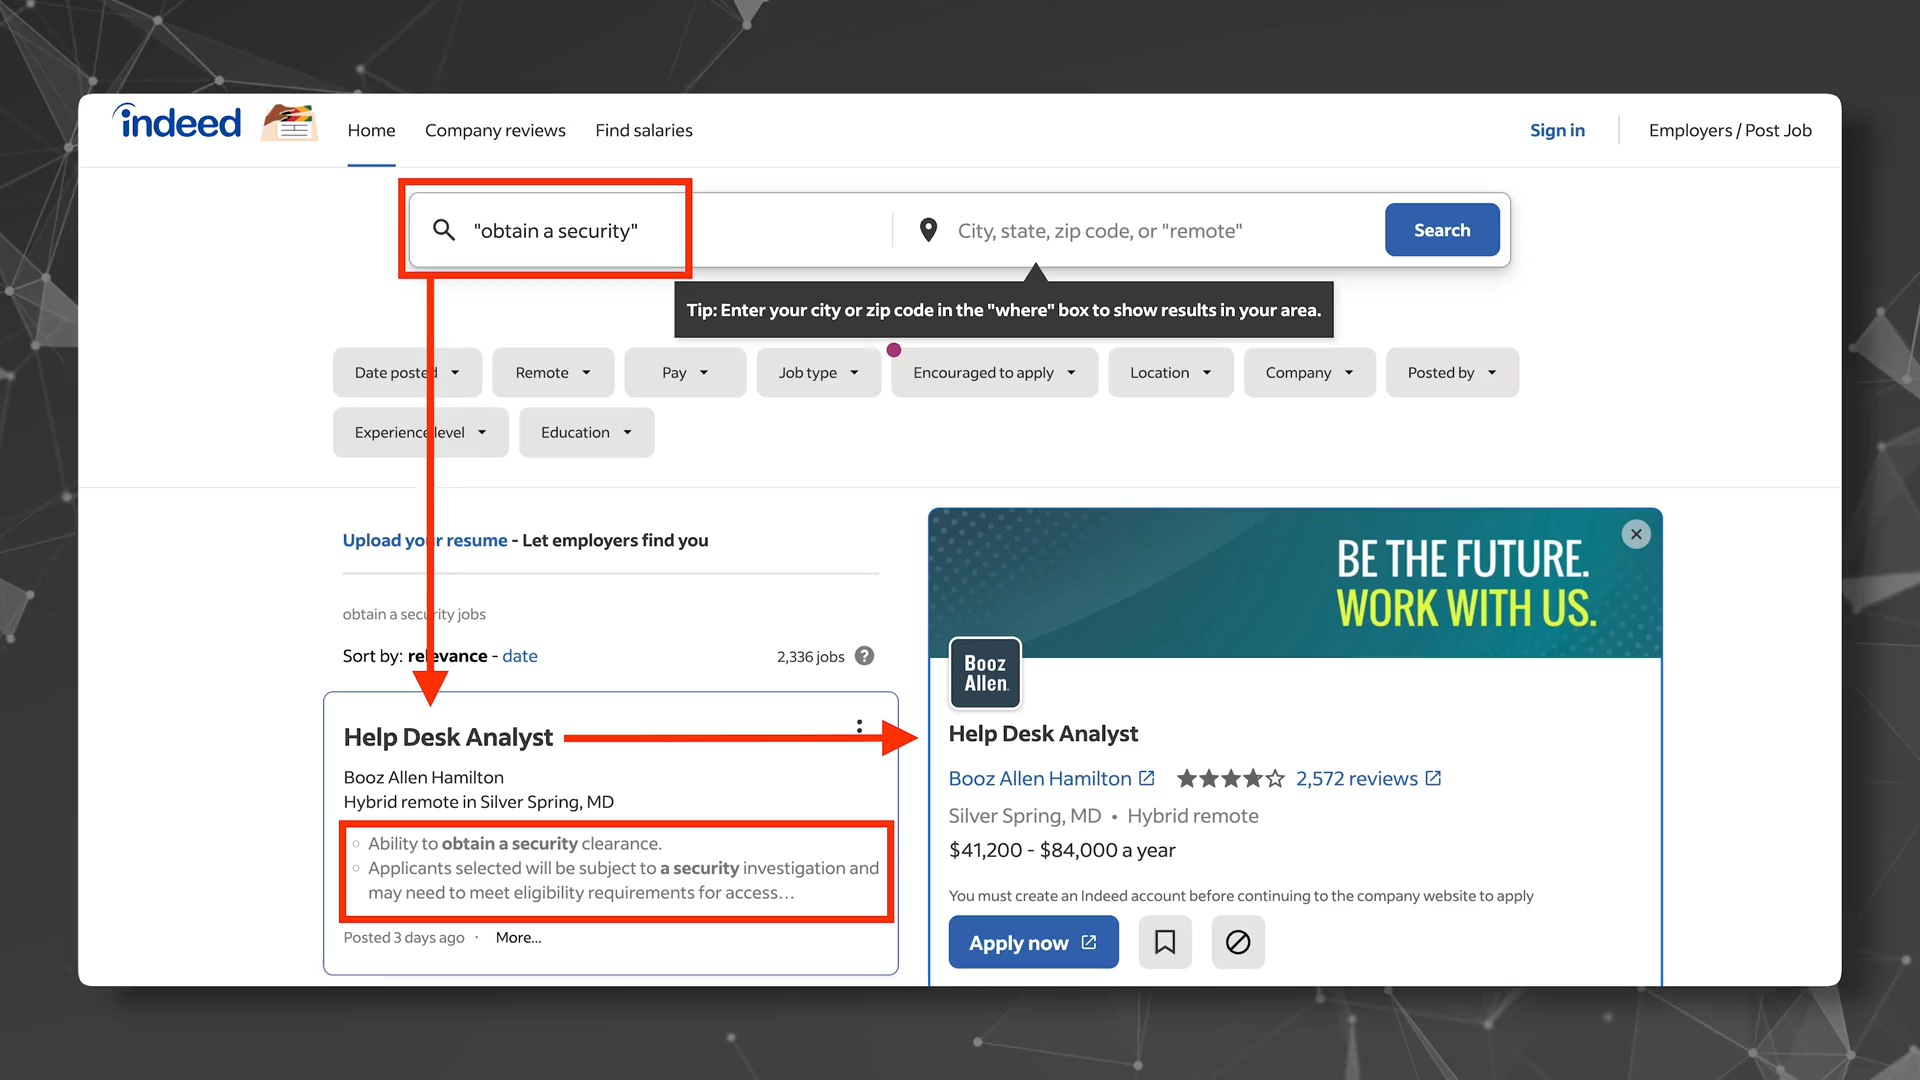 indeed
Home
Company reviews
Find salaries
Sign in
Employers / Post Job
"obtain a security"
City, state, zip code, or "remote"
Search
Tip: Enter your city or zip code in the "where" box to show results in your area.
Date posted
Remote
Pay
Job type
Encouraged to apply
Location
Company
Posted by
Experience level
Education
Upload your resume - Let employers find you
obtain a security jobs
Sort by: relevance - date
2,336 jobs
?
Help Desk Analyst
Booz Allen Hamilton
Hybrid remote in Silver Spring, MD
Ability to obtain a security clearance.
Applicants selected will be subject to a security investigation and
may need to meet eligibility requirements for access...
Posted 3 days ago · More...
BE THE FUTURE.
WORK WITH US.
Booz
Allen.
Help Desk Analyst
Booz Allen Hamilton
2,572 reviews
Silver Spring, MD • Hybrid remote
$41,200 - $84,000 a year
You must create an Indeed account before continuing to the company website to apply
Apply now